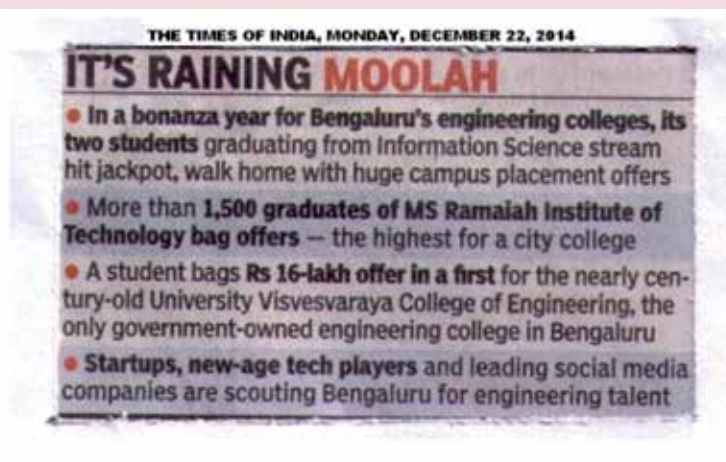 THE TIMES OF INDIA, MONDAY, DECEMBER 22, 2014
IT'S RAINING MOOLAH
• In a bonanza year for Bengaluru's engineering colleges, its
two students graduating from Information Science stream
hit jackpot, walk home with huge campus placement offers
• More than 1,500 graduates of MS Ramaiah Institute of
Technology bag offers — the highest for a city college
• A student bags Rs 16-lakh offer in a first for the nearly cen-
tury-old University Visvesvaraya College of Engineering, the
only government-owned engineering college in Bengaluru
• Startups, new-age tech players and leading social media
companies are scouting Bengaluru for engineering talent